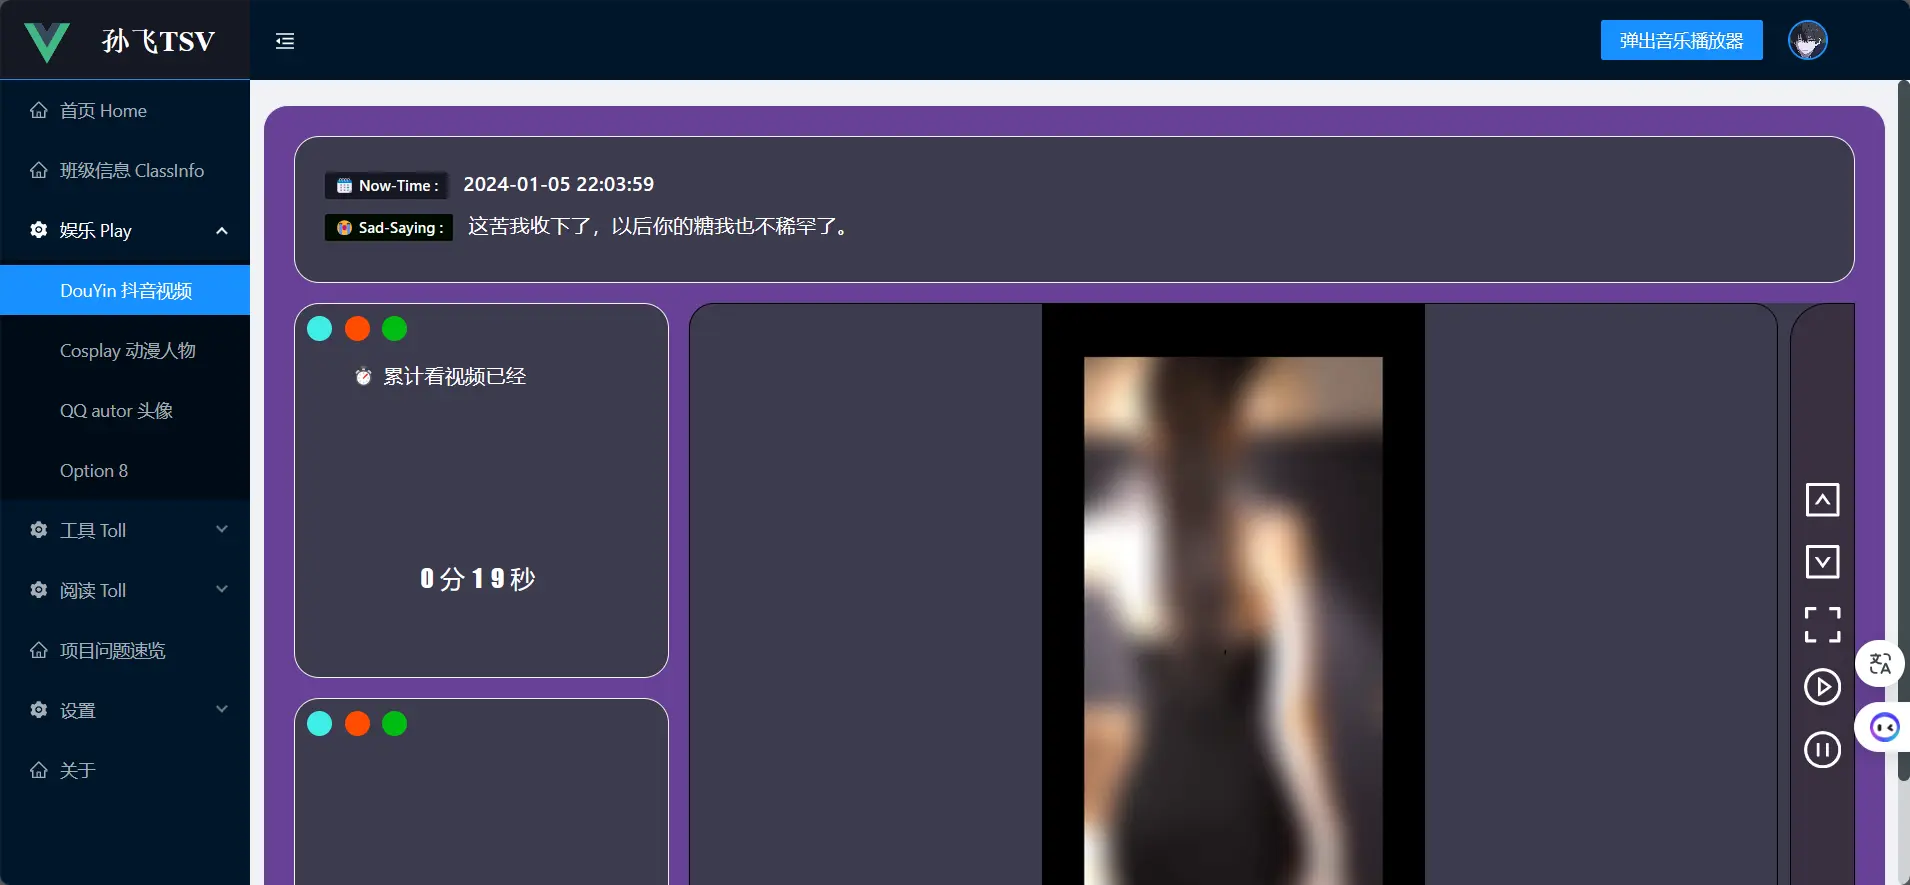 孙飞TSV
弹出音乐播放器
首页 Home
班级信息 ClassInfo
娱乐 Play
DouYin 抖音视频
Cosplay 动漫人物
QQ autor 头像
Option 8
工具 Toll
阅读 Toll
项目问题速览
设置
关于
Now-Time : 2024-01-05 22:03:59
Sad-Saying : 这苦我收下了，以后你的糖我也不稀罕了。
累计看视频已经
0分19秒